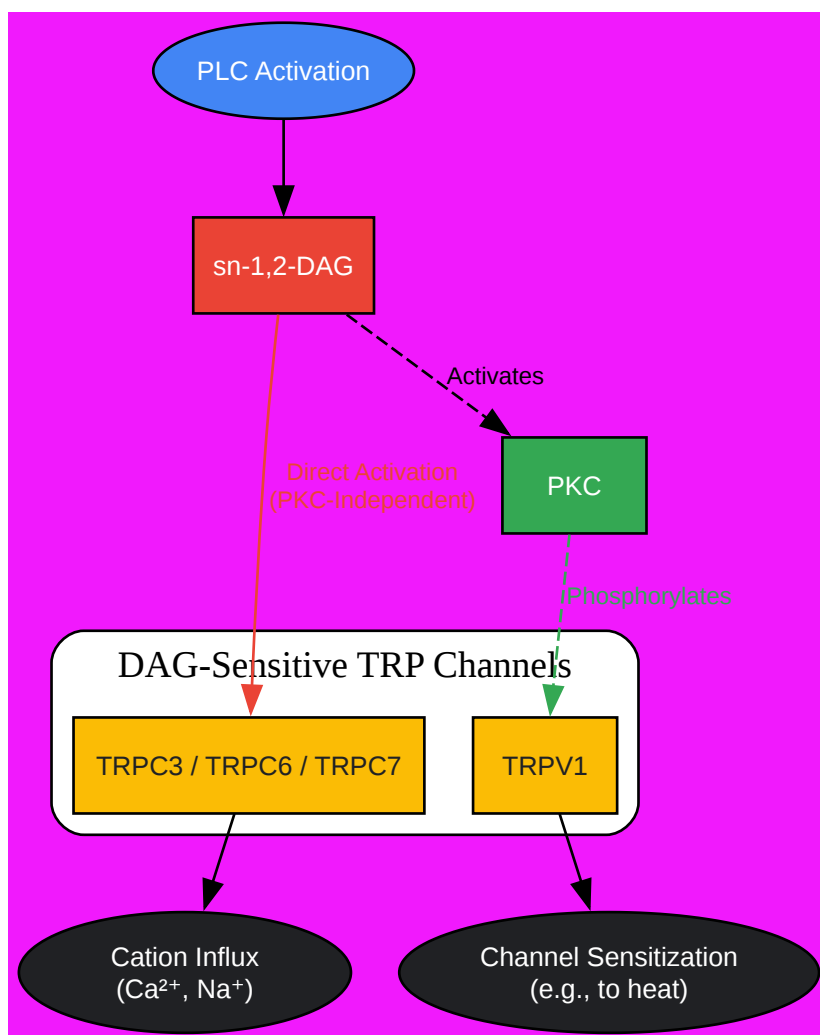 PLC Activation
sn-1,2-DAG
Activates
Direct Activation
(PKC-Independent)
PKC
Phosphorylates
DAG-Sensitive TRP Channels
TRPC3 / TRPC6 / TRPC7
TRPV1
Cation Influx
(Ca²⁺, Na⁺)
Channel Sensitization
(e.g., to heat)